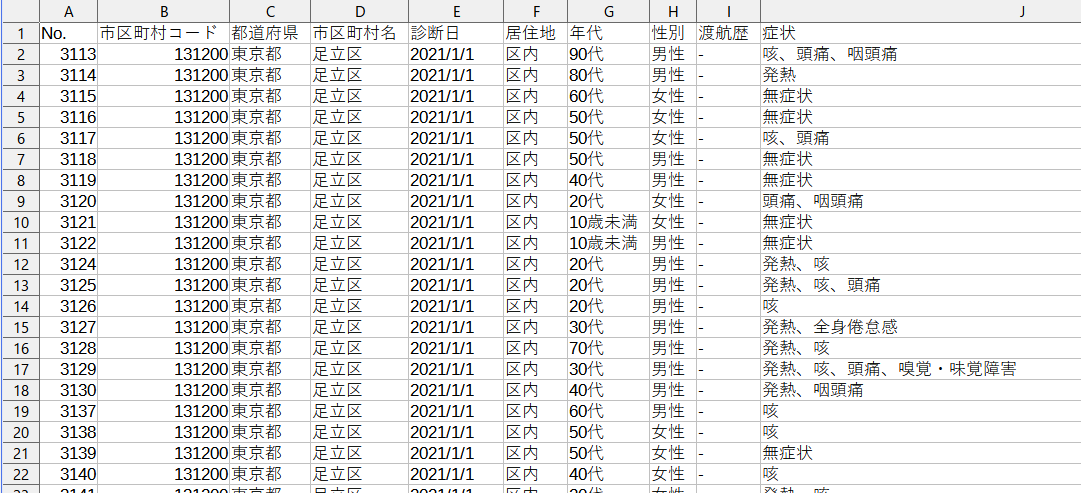 A B C D E F G H I J
1 No. 市区町村コード 都道府県 市区町村名 診断日 居住地 年代 性別 渡航歴 症状
2 3113 131200 東京都 足立区 2021/1/1 区内 90代 男性 - 咳、頭痛、咽頭痛
3 3114 131200 東京都 足立区 2021/1/1 区内 80代 男性 - 発熱
4 3115 131200 東京都 足立区 2021/1/1 区内 60代 女性 - 無症状
5 3116 131200 東京都 足立区 2021/1/1 区内 50代 女性 - 無症状
6 3117 131200 東京都 足立区 2021/1/1 区内 50代 女性 - 咳、頭痛
7 3118 131200 東京都 足立区 2021/1/1 区内 50代 男性 - 無症状
8 3119 131200 東京都 足立区 2021/1/1 区内 40代 男性 - 無症状
9 3120 131200 東京都 足立区 2021/1/1 区内 20代 女性 - 頭痛、咽頭痛
10 3121 131200 東京都 足立区 2021/1/1 区内 10歳未満 女性 - 無症状
11 3122 131200 東京都 足立区 2021/1/1 区内 10歳未満 男性 - 無症状
12 3124 131200 東京都 足立区 2021/1/1 区内 20代 男性 - 発熱、咳
13 3125 131200 東京都 足立区 2021/1/1 区内 20代 男性 - 発熱、咳、頭痛
14 3126 131200 東京都 足立区 2021/1/1 区内 20代 男性 - 咳
15 3127 131200 東京都 足立区 2021/1/1 区内 30代 男性 - 発熱、全身倦怠感
16 3128 131200 東京都 足立区 2021/1/1 区内 70代 男性 - 発熱、咳
17 3129 131200 東京都 足立区 2021/1/1 区内 30代 男性 - 発熱、咳、頭痛、嗅覚・味覚障害
18 3130 131200 東京都 足立区 2021/1/1 区内 40代 男性 - 発熱、咽頭痛
19 3137 131200 東京都 足立区 2021/1/1 区内 60代 男性 - 咳
20 3138 131200 東京都 足立区 2021/1/1 区内 50代 女性 - 咳
21 3139 131200 東京都 足立区 2021/1/1 区内 50代 女性 - 無症状
22 3140 131200 東京都 足立区 2021/1/1 区内 40代 女性 - 咳